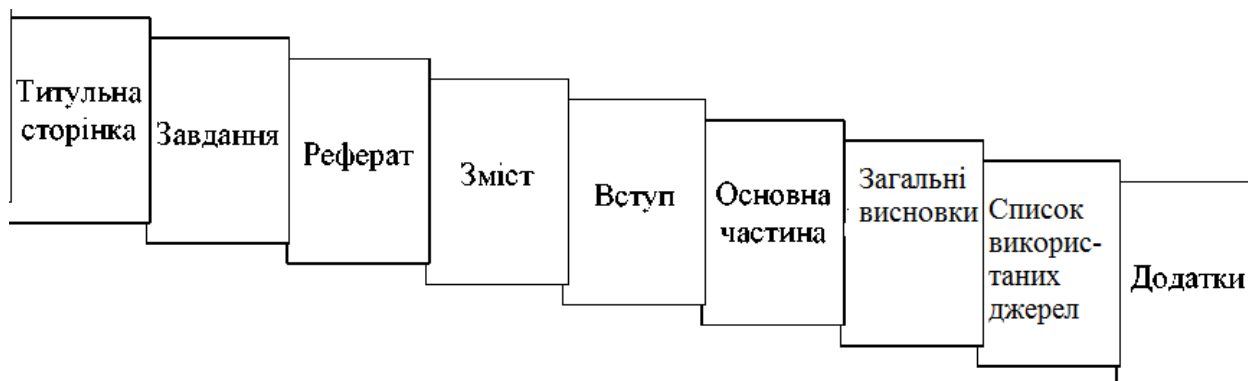 Титульна
сторінка
Завдання
Реферат
Зміст
Вступ
Основна
частина
Загальні
висновки
Список
викорис-
таних
джерел
Додатки